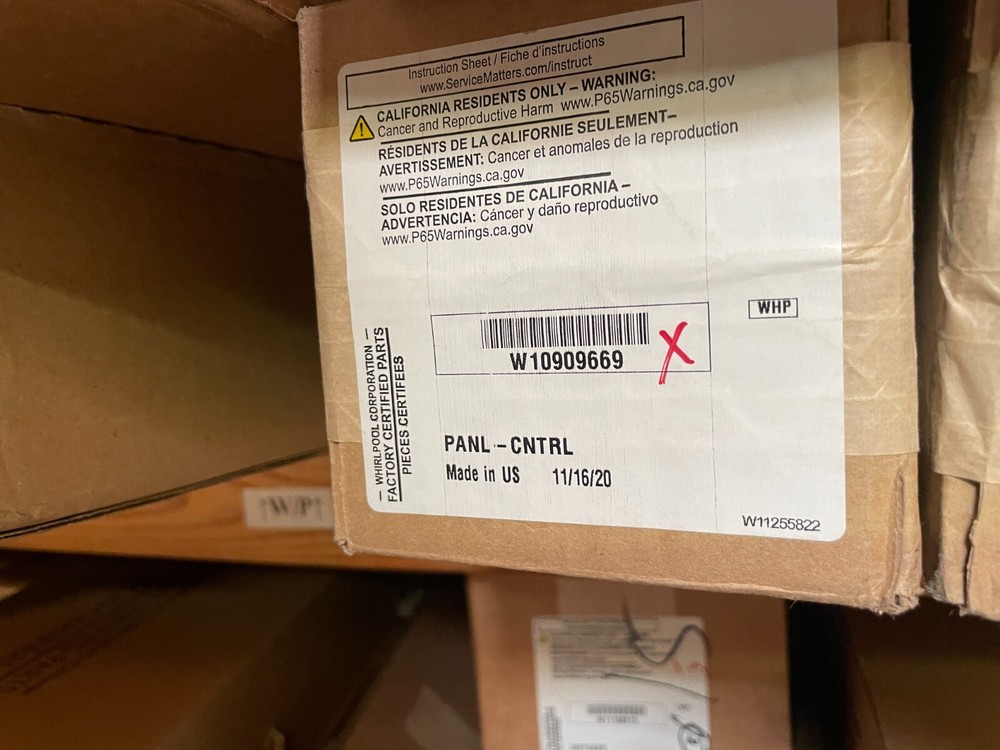 Instruction Sheet / Fiche d'instructions
www.ServiceMatters.com/instruct
CALIFORNIA RESIDENTS ONLY – WARNING:
Cancer and Reproductive Harm www.P65Warnings.ca.gov
RÉSIDENTS DE LA CALIFORNIE SEULEMENT–
AVERTISSEMENT: Cancer et anomales de la reproduction
www.P65Warnings.ca.gov
SOLO RESIDENTES DE CALIFORNIA –
ADVERTENCIA: Cáncer y daño reproductivo
www.P65Warnings.ca.gov
WHP
W10909669 X
— WHIRLPOOL CORPORATION —
FACTORY CERTIFIED PARTS
PIECES CERTIFEES
PANL - CNTRL
Made in US 11/16/20
W11255822
↑W/P↑